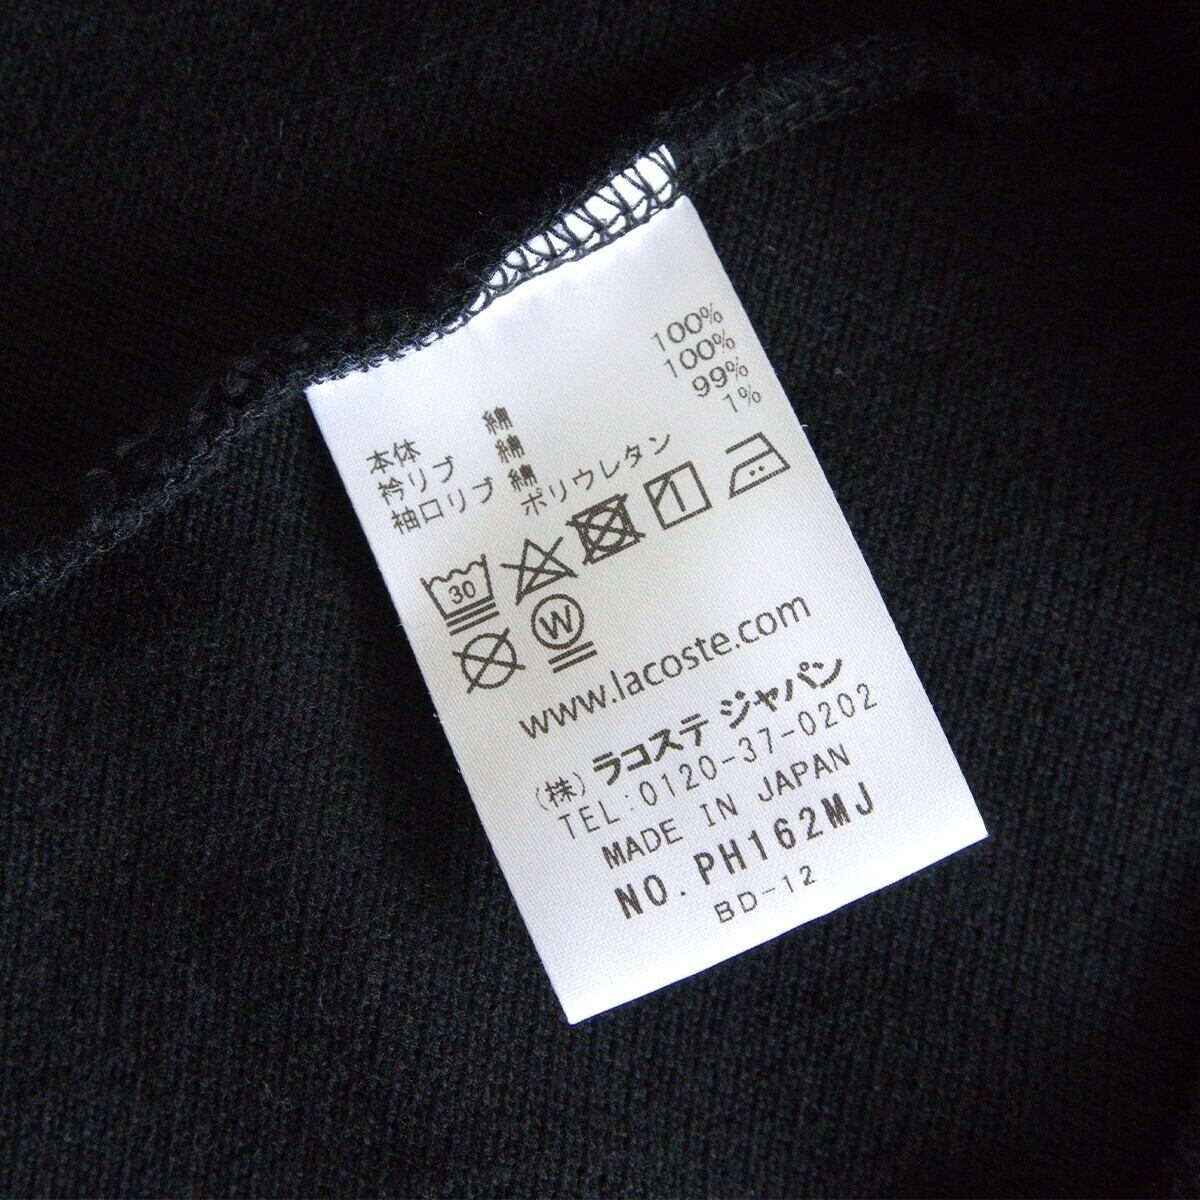 本体 綿 100%
衿リブ 綿 100%
袖口リブ 綿 99%
ポリウレタン 1%
30
W
www.lacoste.com
(株) ラコステ ジャパン
TEL:0120-37-0202
MADE IN JAPAN
NO. PH162MJ
BD-12